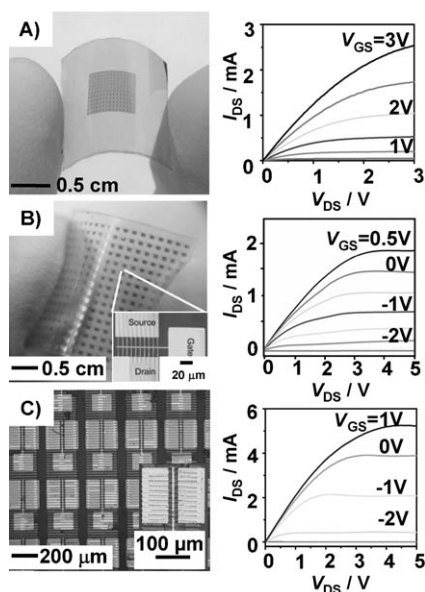 A)
0.5 cm
V_GS=3V
2V
1V
I_DS / mA
3
2
1
0
0 1 2 3
V_DS / V
B)
Source
Drain
Gate
20 μm
0.5 cm
V_GS=0.5V
0V
-1V
-2V
I_DS / mA
2
1
0
0 1 2 3 4 5
V_DS / V
C)
200 μm
100 μm
V_GS=1V
0V
-1V
-2V
I_DS / mA
6
4
2
0
0 1 2 3 4 5
V_DS / V